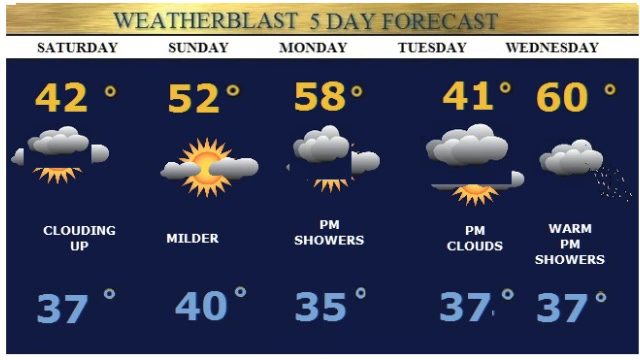 WEATHERBLAST 5 DAY FORECAST
SATURDAY SUNDAY MONDAY TUESDAY WEDNESDAY
42 ° 52° 58° 41° 60 °
CLOUDING
UP
MILDER
PM
SHOWERS
PM
CLOUDS
WARM
PM
SHOWERS
37 ° 40 ° 35 ° 37. ° 37 °